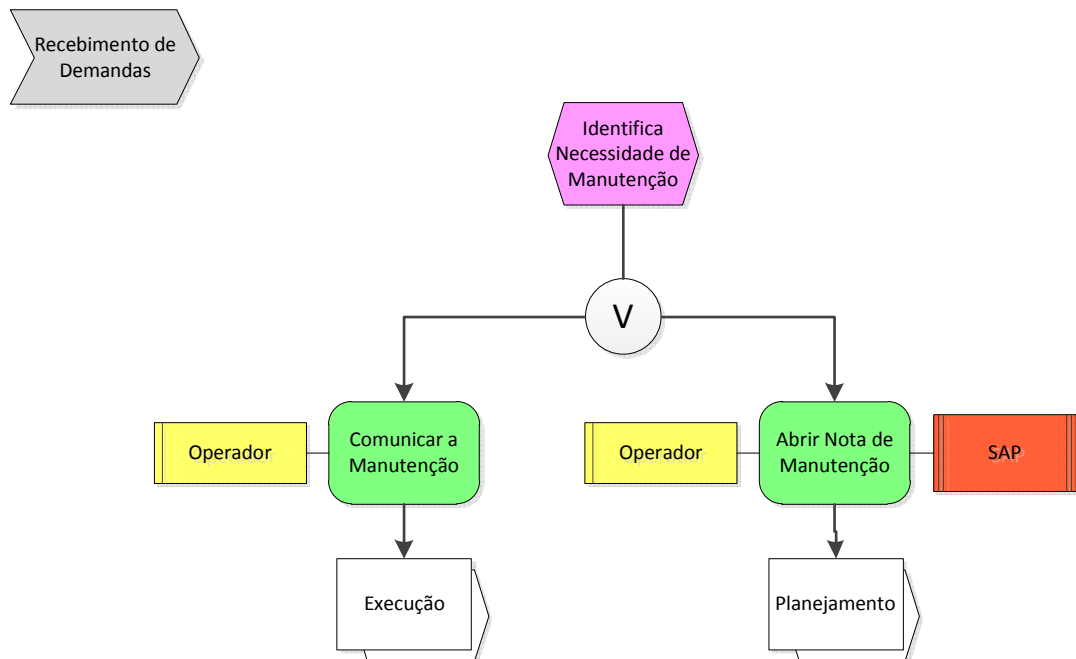 Recebimento de
Demandas
Identifica
Necessidade de
Manutenção
V
Operador
Comunicar a
Manutenção
Operador
Abrir Nota de
Manutenção
SAP
Execução
Planejamento